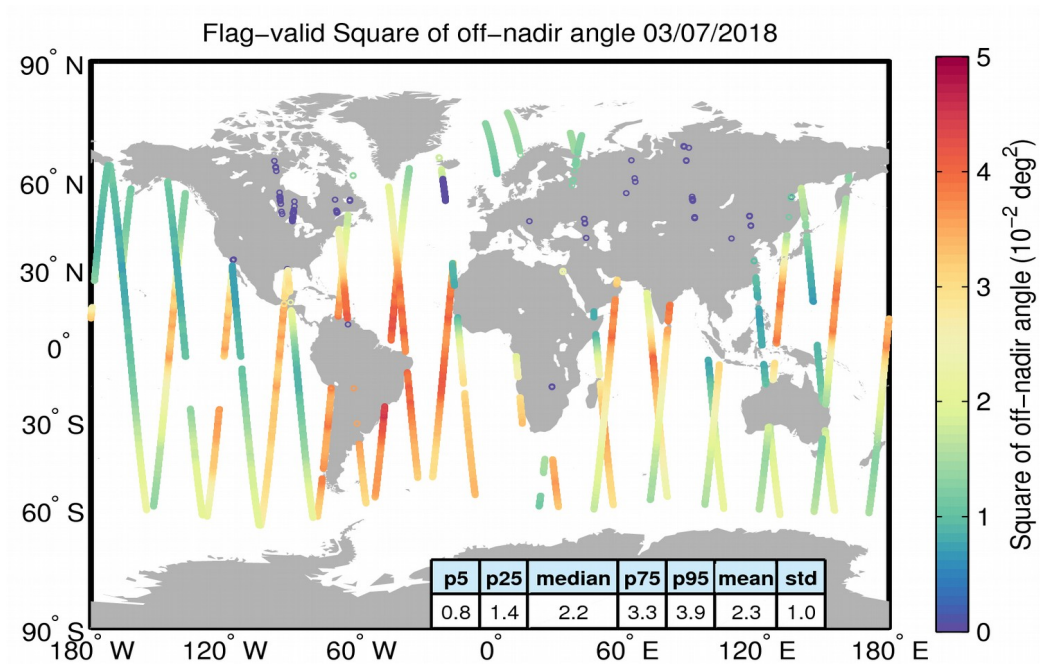 Flag−valid Square of off−nadir angle 03/07/2018
90° N
60° N
30° N
0°
30° S
60° S
90° S
180° W
120° W
60° W
0°
60° E
120° E
180° E
p5 p25 median p75 p95 mean std
0.8 1.4 2.2 3.3 3.9 2.3 1.0
5
4
3
2
1
0
Square of off−nadir angle (10⁻² deg²)